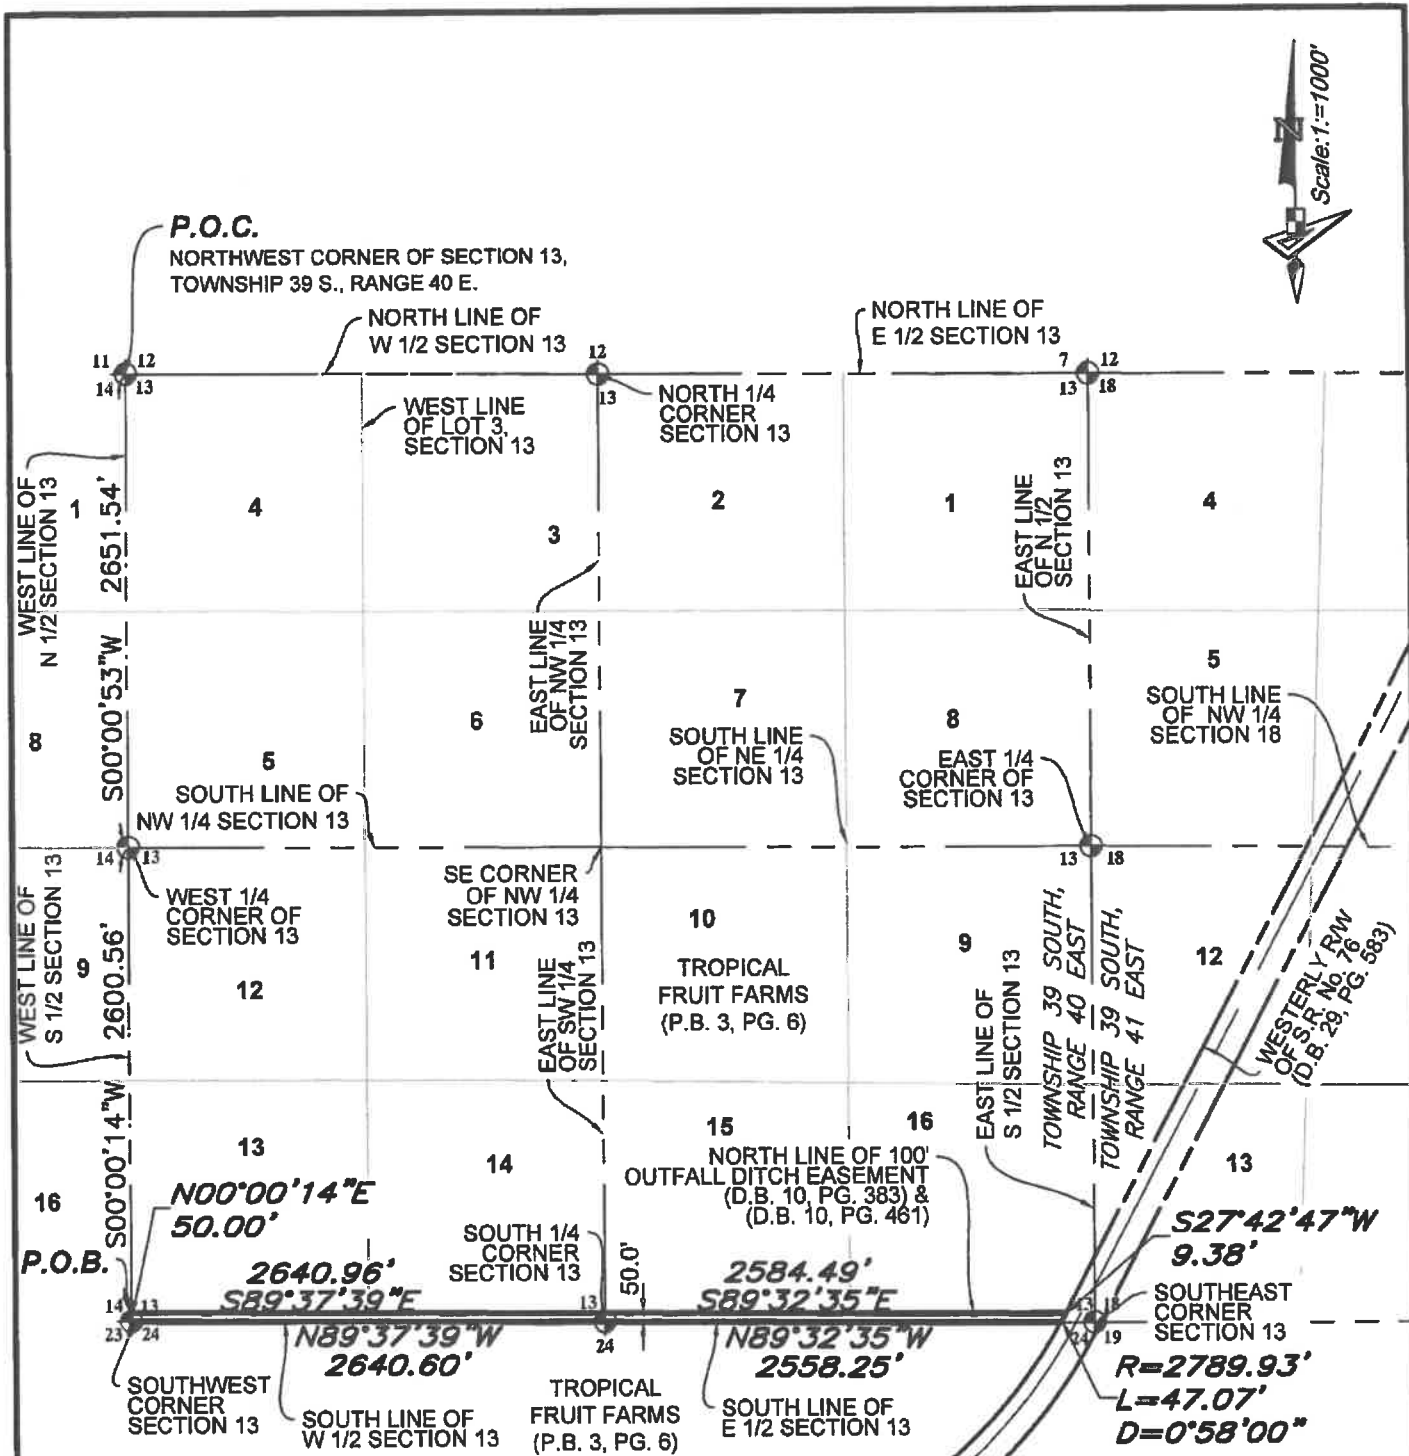 N
Scale:1:=1000'
P.O.C.
NORTHWEST CORNER OF SECTION 13,
TOWNSHIP 39 S., RANGE 40 E.
NORTH LINE OF
W 1/2 SECTION 13
NORTH LINE OF
E 1/2 SECTION 13
11 12
14 13
12
13
7 12
13 18
WEST LINE
OF LOT 3,
SECTION 13
NORTH 1/4
CORNER
SECTION 13
WEST LINE OF
N 1/2 SECTION 13
1
2651.54'
S00°00'53"W
4
3
2
1
EAST LINE
OF N 1/2
SECTION 13
4
EAST LINE
OF NW 1/4
SECTION 13
8
5
6
7
8
5
SOUTH LINE OF
NW 1/4 SECTION 13
SOUTH LINE
OF NE 1/4
SECTION 13
EAST 1/4
CORNER OF
SECTION 13
SOUTH LINE
OF NW 1/4
SECTION 18
14 13
13 18
WEST LINE OF
S 1/2 SECTION 13
9
2600.56'
S00°00'14"W
WEST 1/4
CORNER OF
SECTION 13
SE CORNER
OF NW 1/4
SECTION 13
12
11
10
9
12
TROPICAL
FRUIT FARMS
(P.B. 3, PG. 6)
EAST LINE
OF SW 1/4
SECTION 13
EAST LINE OF
S 1/2 SECTION 13
TOWNSHIP 39 SOUTH,
RANGE 40 EAST
TOWNSHIP 39 SOUTH,
RANGE 41 EAST
WESTERLY R/W
OF S.R. No. 76
(D.B. 29, PG. 583)
16
13
14
15
16
13
NORTH LINE OF 100'
OUTFALL DITCH EASEMENT
(D.B. 10, PG. 383) &
(D.B. 10, PG. 461)
N00°00'14"E
50.00'
P.O.B.
SOUTH 1/4
CORNER
SECTION 13
50.0'
S27°42'47"W
9.38'
2640.96'
S89°37'39"E
2584.49'
S89°32'35"E
14 13
23 24
13
24
13 18
24 19
SOUTHEAST
CORNER
SECTION 13
N89°37'39"W
2640.60'
N89°32'35"W
2558.25'
R=2789.93'
L=47.07'
D=0°58'00"
SOUTHWEST
CORNER
SECTION 13
SOUTH LINE OF
W 1/2 SECTION 13
TROPICAL
FRUIT FARMS
(P.B. 3, PG. 6)
SOUTH LINE OF
E 1/2 SECTION 13